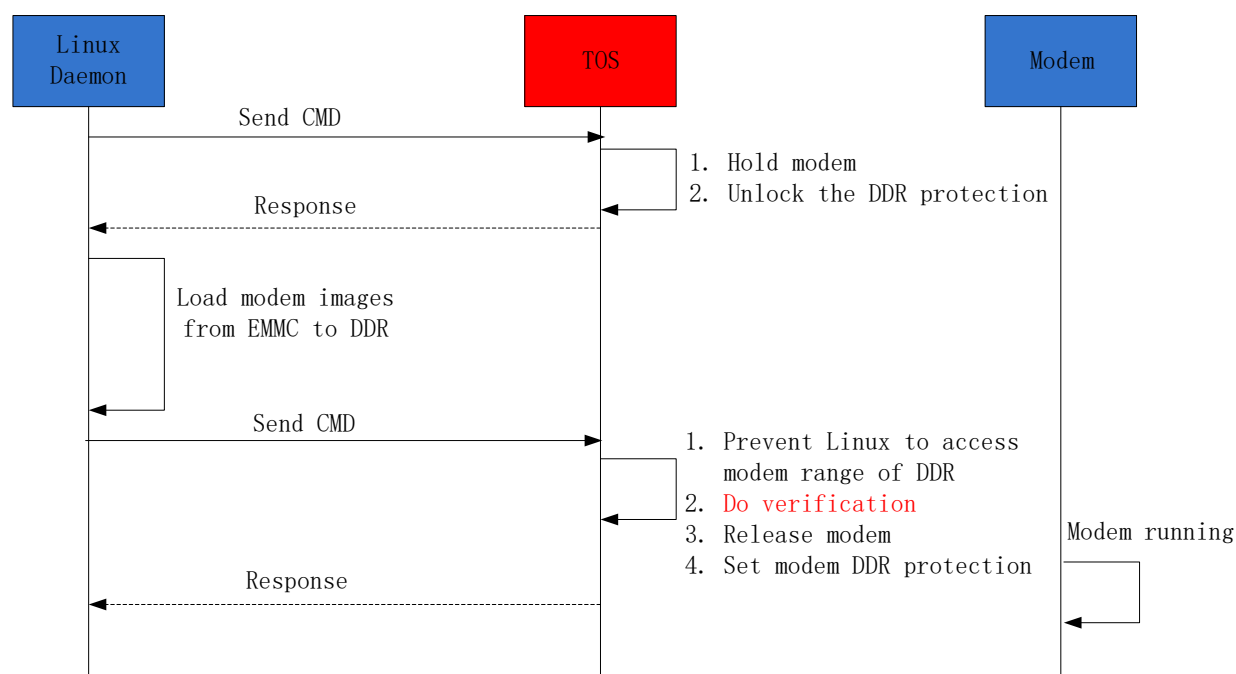 Linux
Daemon
TOS
Modem
Send CMD
1. Hold modem
2. Unlock the DDR protection
Response
Load modem images
from EMMC to DDR
Send CMD
1. Prevent Linux to access
modem range of DDR
2. Do verification
3. Release modem
4. Set modem DDR protection
Modem running
Response